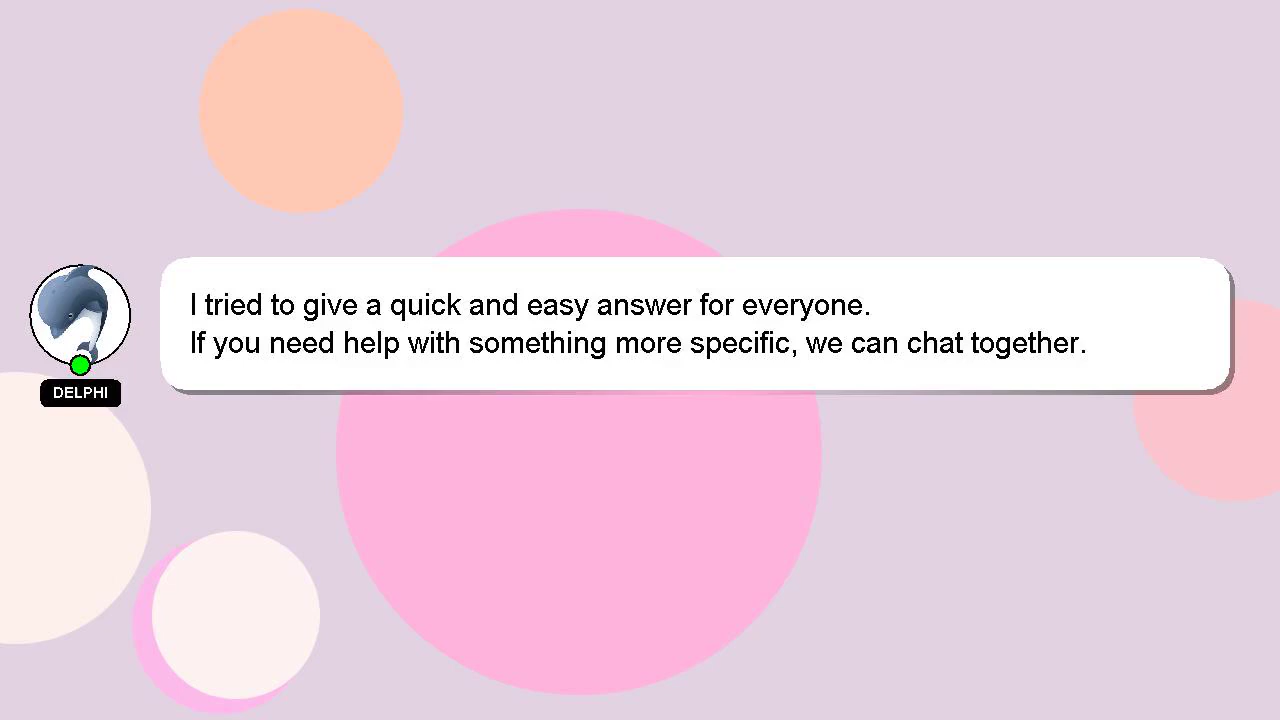 I tried to give a quick and easy answer for everyone.
If you need help with something more specific, we can chat together.
DELPHI